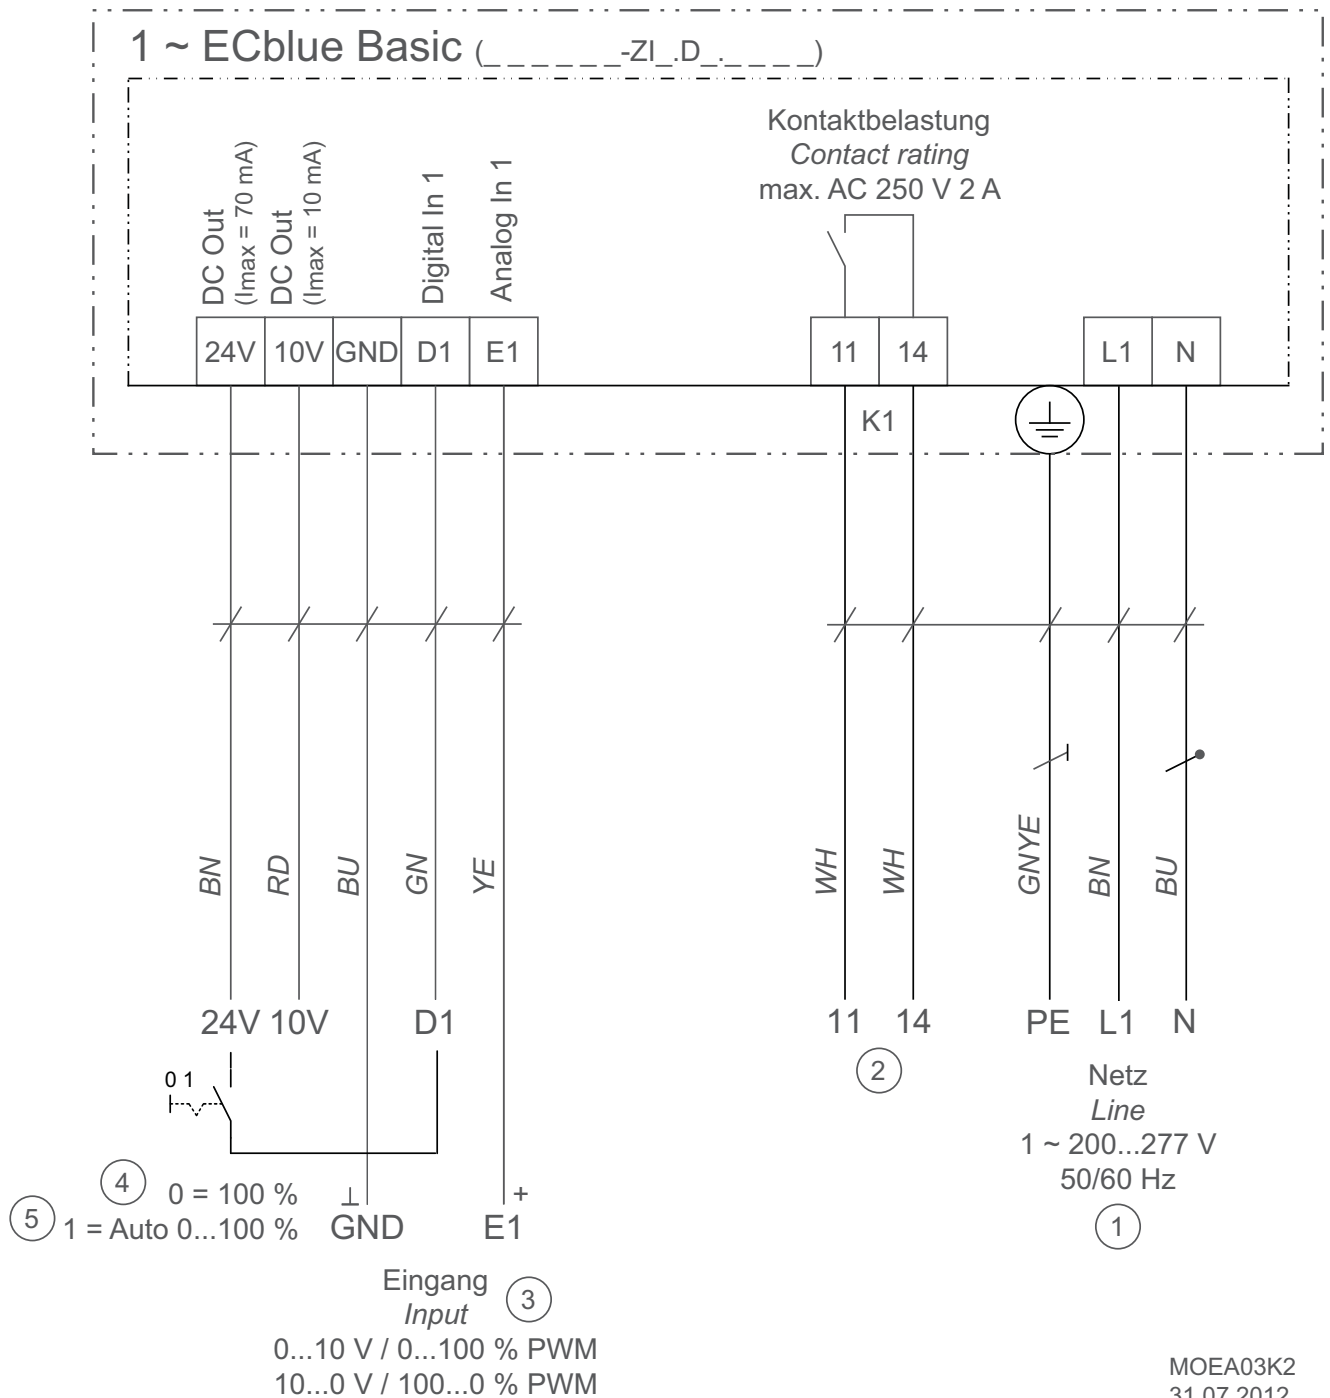 1 ~ ECblue Basic (_ _ _ _ _ _-ZI_.D_._ _ _ _)
Kontaktbelastung
Contact rating
max. AC 250 V 2 A
DC Out
(Imax = 70 mA)
DC Out
(Imax = 10 mA)
Digital In 1
Analog In 1
24V 10V GND D1 E1
11 14
L1 N
K1
BN RD BU GN YE
WH WH GNYE BN BU
24V 10V D1
11 14 PE L1 N
2
0 1
Netz
Line
1 ~ 200...277 V
50/60 Hz
1
4 0 = 100 %
5 1 = Auto 0...100 %
⊥ +
GND E1
Eingang
Input
3
0...10 V / 0...100 % PWM
10...0 V / 100...0 % PWM
MOEA03K2
31.07.2012